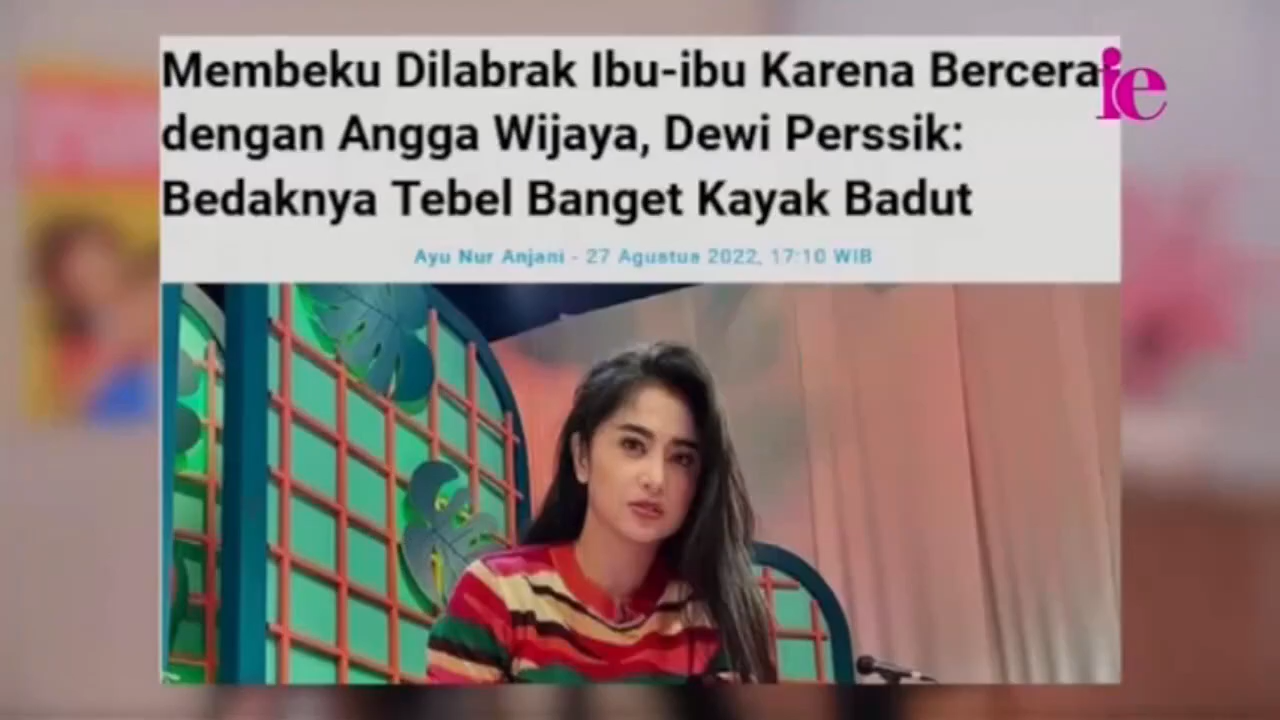 Membeku Dilabrak Ibu-ibu Karena Bercerai
dengan Angga Wijaya, Dewi Perssik:
Bedaknya Tebel Banget Kayak Badut
Ayu Nur Anjani - 27 Agustus 2022, 17:10 WIB
ie